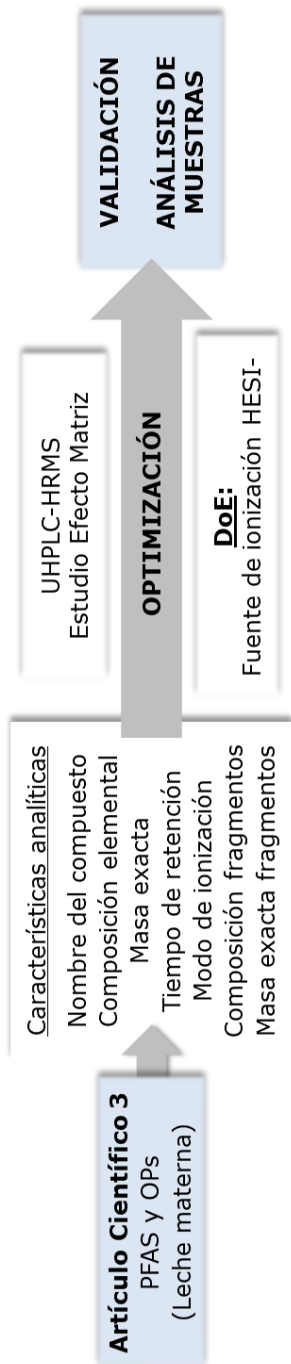 Artículo Científico 3
PFAS y OPs
(Leche materna)
Características analíticas
Nombre del compuesto
Composición elemental
Masa exacta
Tiempo de retención
Modo de ionización
Composición fragmentos
Masa exacta fragmentos
UHPLC-HRMS
Estudio Efecto Matriz
OPTIMIZACIÓN
DoE:
Fuente de ionización HESI-
VALIDACIÓN
ANÁLISIS DE
MUESTRAS